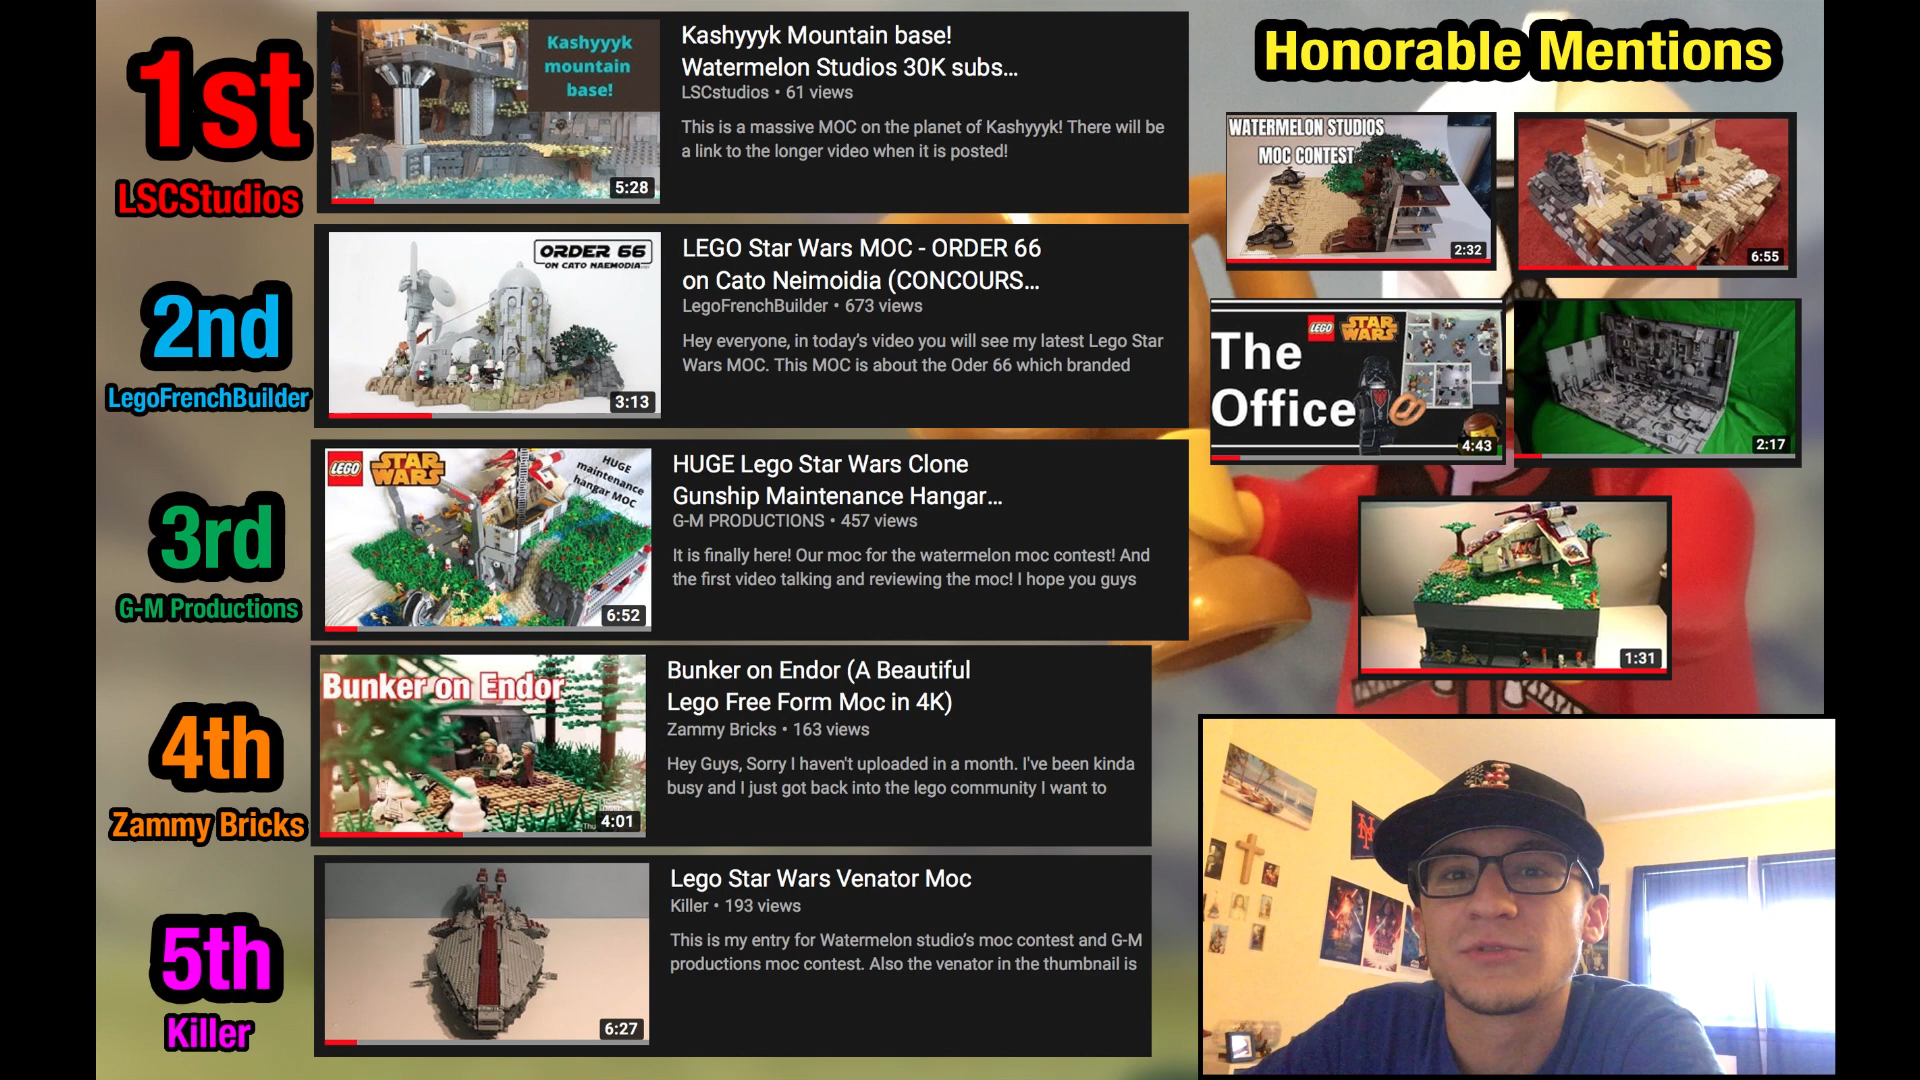 1st
LSCStudios
Kashyyyk
mountain
base!
5:28
Kashyyyk Mountain base!
Watermelon Studios 30K subs...
LSCstudios • 61 views
This is a massive MOC on the planet of Kashyyyk! There will be
a link to the longer video when it is posted!
2nd
LegoFrenchBuilder
ORDER 66
ON CATO NAEMODIA
3:13
LEGO Star Wars MOC - ORDER 66
on Cato Neimoidia (CONCOURS...
LegoFrenchBuilder • 673 views
Hey everyone, in today's video you will see my latest Lego Star
Wars MOC. This MOC is about the Oder 66 which branded
3rd
G-M Productions
LEGO STAR WARS
HUGE
maintenance
hangar MOC
6:52
HUGE Lego Star Wars Clone
Gunship Maintenance Hangar...
G-M PRODUCTIONS • 457 views
It is finally here! Our moc for the watermelon moc contest! And
the first video talking and reviewing the moc! I hope you guys
4th
Zammy Bricks
Bunker on Endor
4:01
Bunker on Endor (A Beautiful
Lego Free Form Moc in 4K)
Zammy Bricks • 163 views
Hey Guys, Sorry I haven't uploaded in a month. I've been kinda
busy and I just got back into the lego community I want to
5th
Killer
6:27
Lego Star Wars Venator Moc
Killer • 193 views
This is my entry for Watermelon studio's moc contest and G-M
productions moc contest. Also the venator in the thumbnail is
Honorable Mentions
WATERMELON STUDIOS
MOC CONTEST
2:32
6:55
LEGO STAR WARS
The
Office
4:43
2:17
1:31